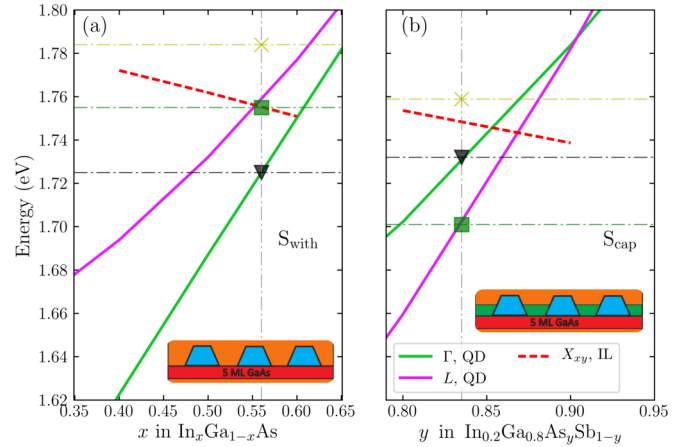 (a)
(b)
Energy (eV)
1.80
1.78
1.76
1.74
1.72
1.70
1.68
1.66
1.64
1.62
S_with
S_cap
5 ML GaAs
5 ML GaAs
Γ, QD
L, QD
X_xy, IL
0.35 0.40 0.45 0.50 0.55 0.60 0.65
0.80 0.85 0.90 0.95
x in In_xGa_1−xAs
y in In_0.2Ga_0.8As_ySb_1−y